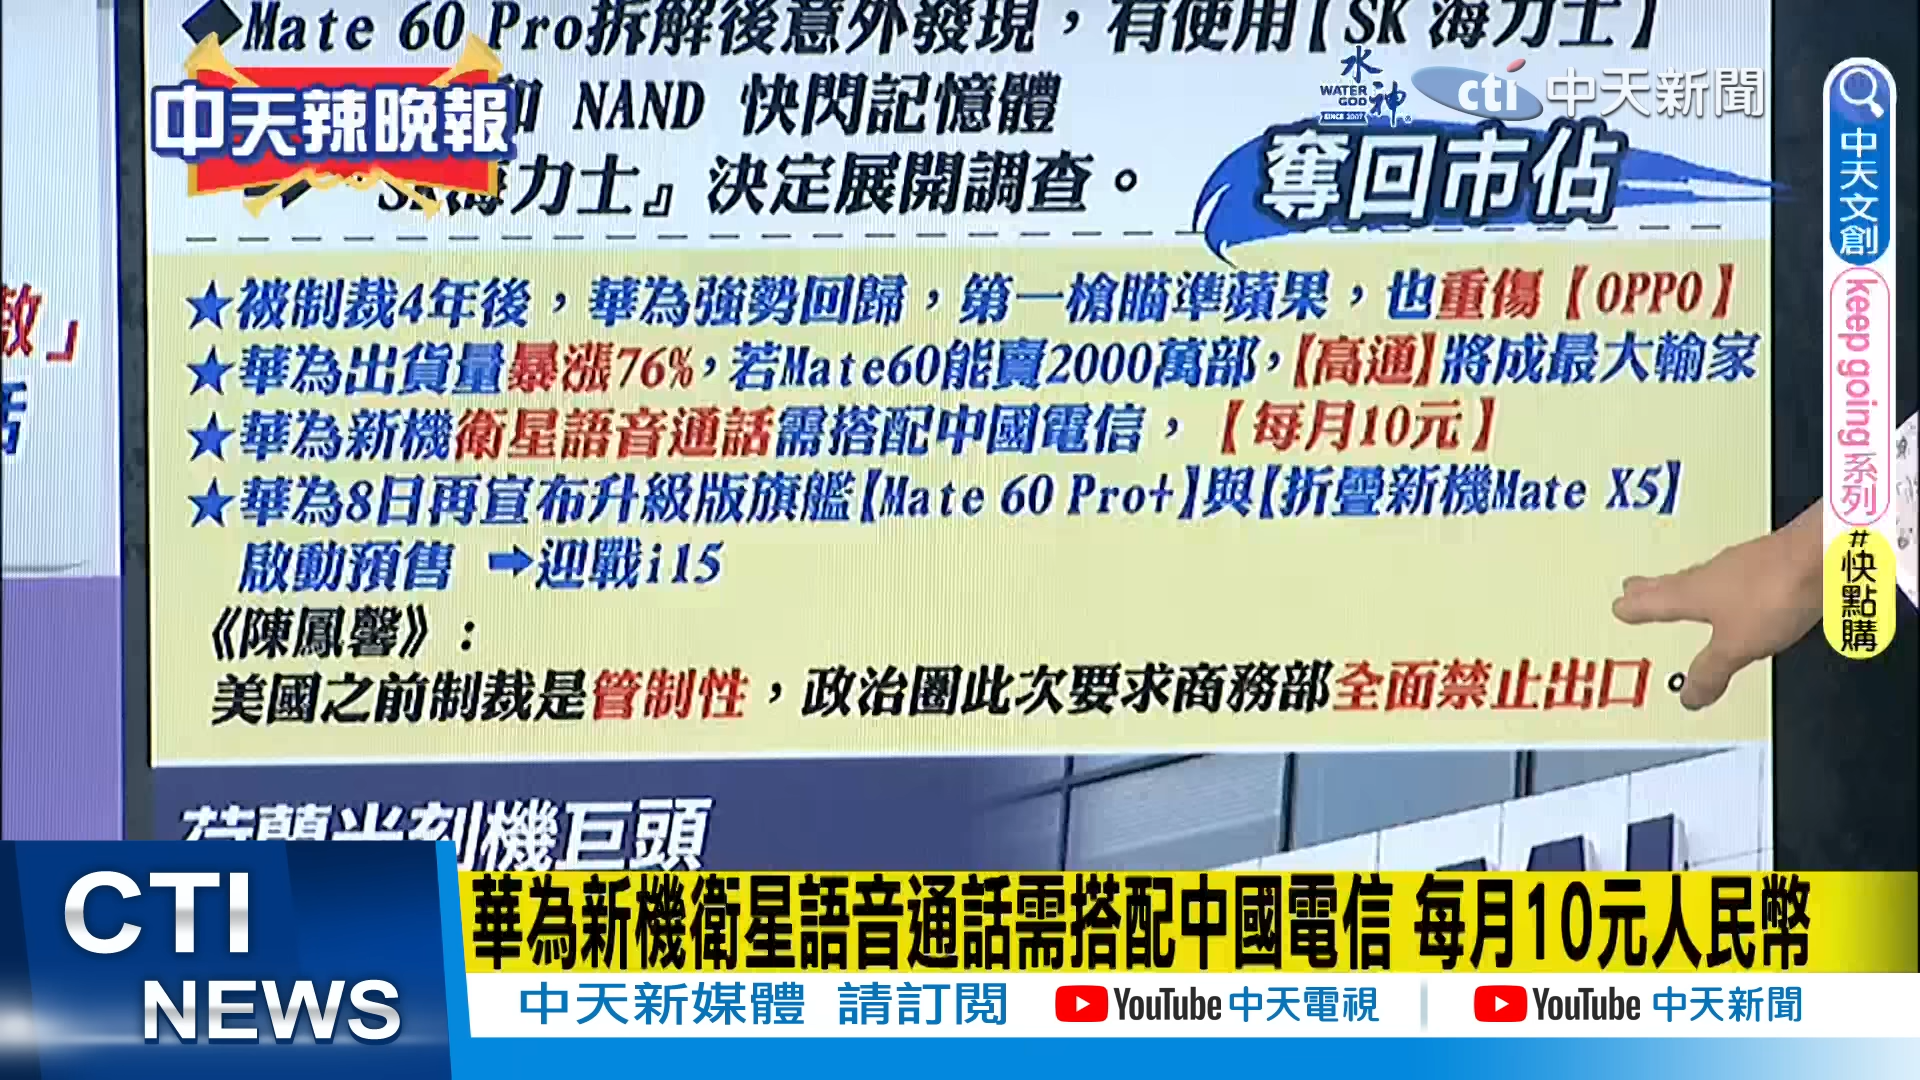 ◆Mate 60 Pro拆解後意外發現，有使用【SK 海力士】
和 NAND 快閃記憶體
海力士』決定展開調查。
中天辣晚報
水神
WATER GOD
SINCE 2007
cti 中天新聞
奪回市佔
★被制裁4年後，華為強勢回歸，第一槍瞄準蘋果，也重傷【OPPO】
★華為出貨量暴漲76%，若Mate60能賣2000萬部，【高通】將成最大輸家
★華為新機衛星語音通話需搭配中國電信，【每月10元】
★華為8日再宣布升級版旗艦【Mate 60 Pro+】與【折疊新機Mate X5】
啟動預售 ➡迎戰i15
《陳鳳馨》：
美國之前制裁是管制性，政治圈此次要求商務部全面禁止出口。
荷蘭光刻機巨頭
中天文創
keep going系列
#快點購
CTI NEWS
華為新機衛星語音通話需搭配中國電信 每月10元人民幣
中天新媒體 請訂閱 YouTube 中天電視 | YouTube 中天新聞